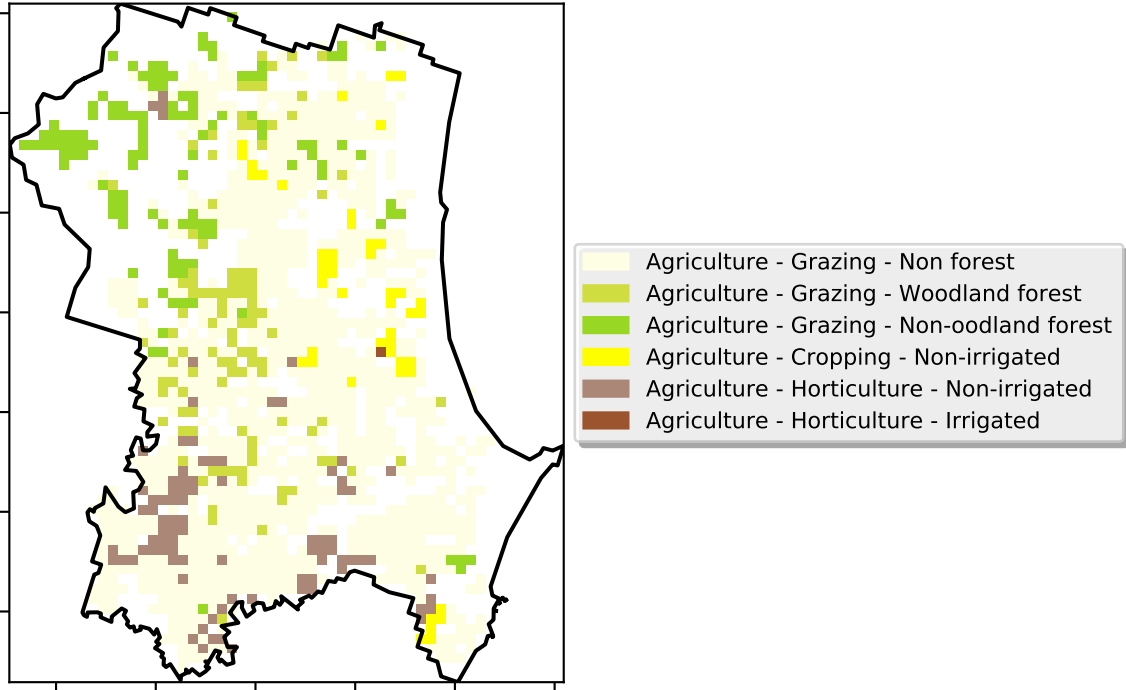 Agriculture - Grazing - Non forest
Agriculture - Grazing - Woodland forest
Agriculture - Grazing - Non-oodland forest
Agriculture - Cropping - Non-irrigated
Agriculture - Horticulture - Non-irrigated
Agriculture - Horticulture - Irrigated